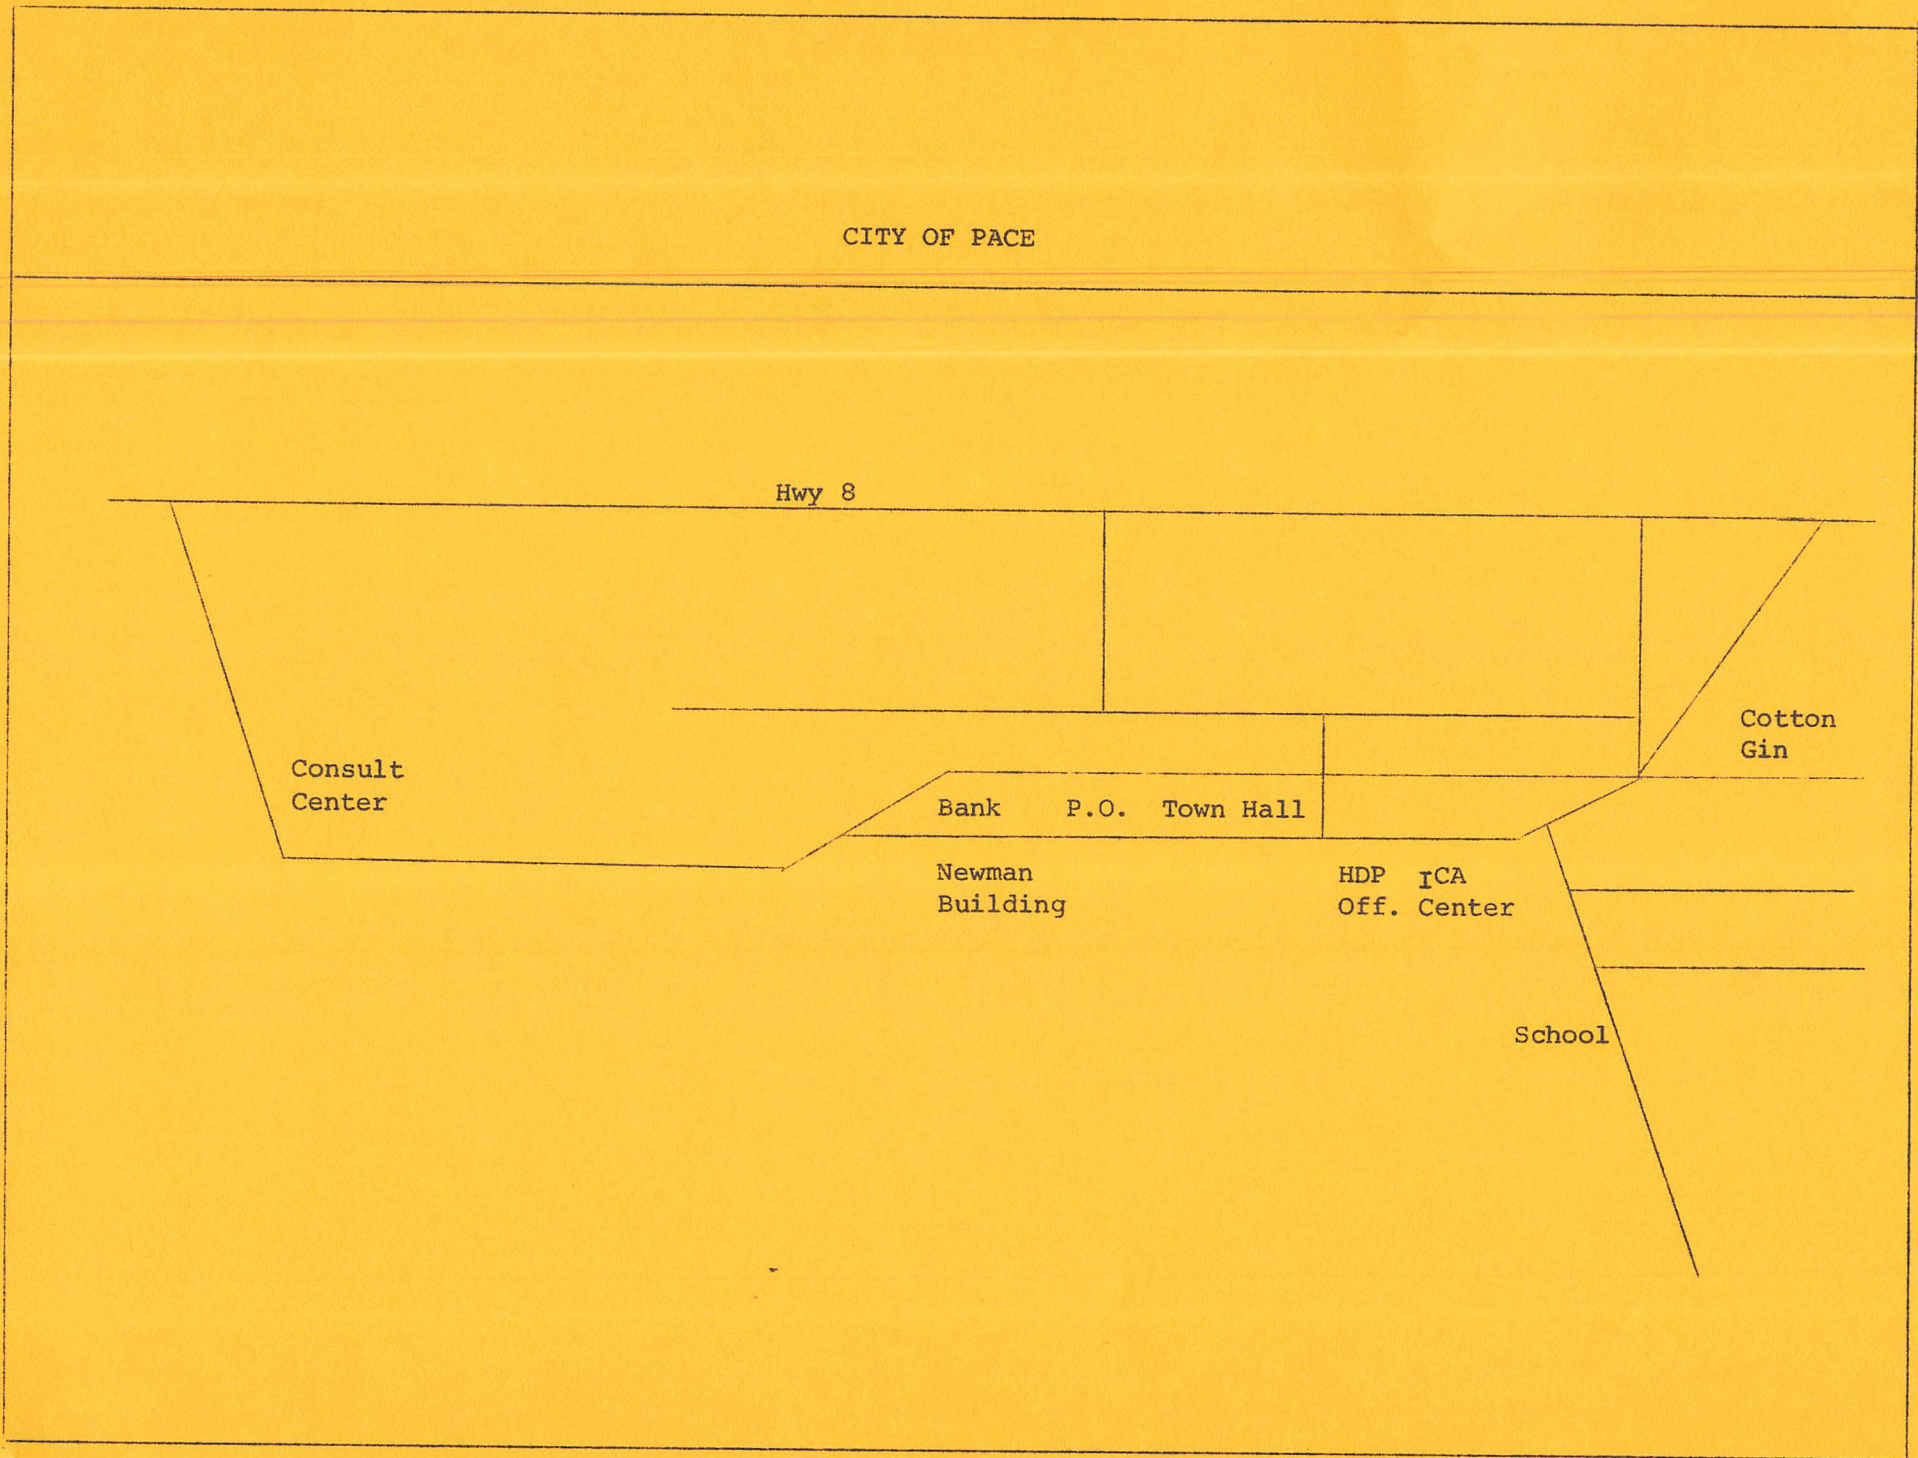 CITY OF PACE
Hwy 8
Cotton
Gin
Consult
Center
Bank P.O. Town Hall
Newman
Building
HDP ICA
Off. Center
School